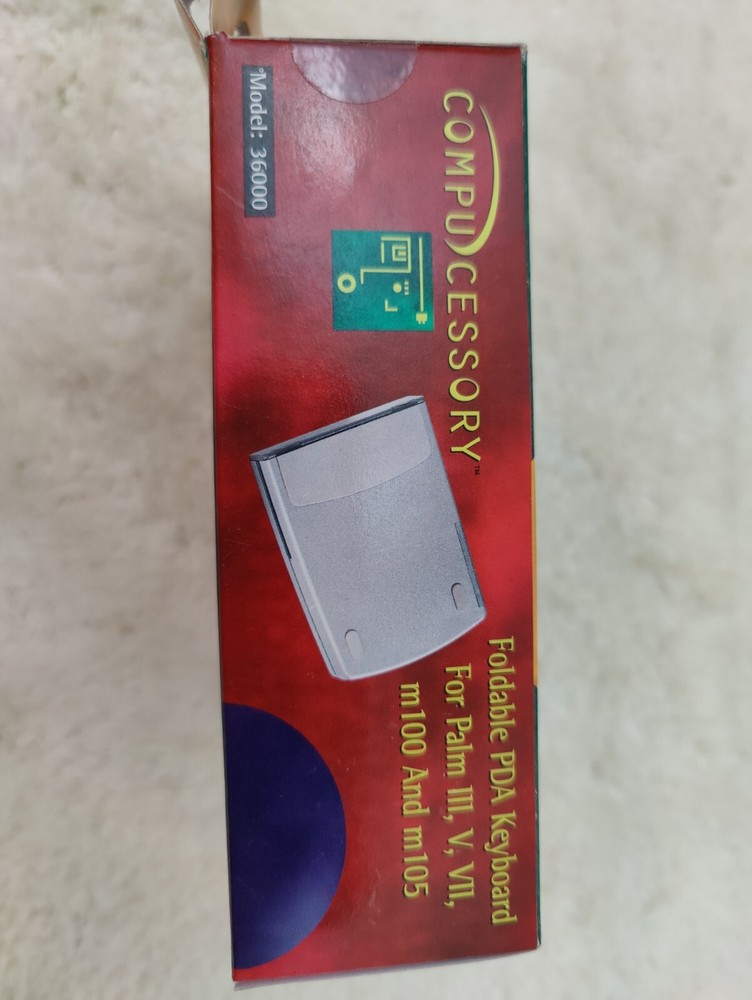 COMPUCESSORY™
Model: 36000
Foldable PDA Keyboard
For Palm III, V, VII,
m100 And m105